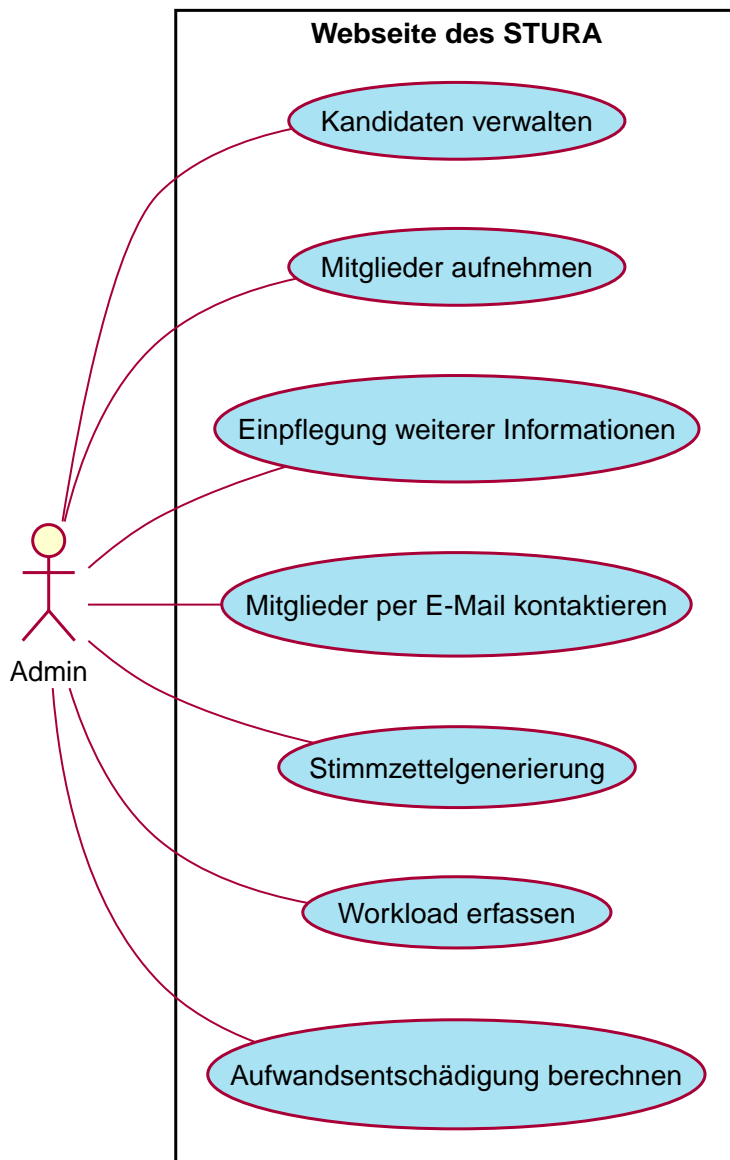 Webseite des STURA
Kandidaten verwalten
Mitglieder aufnehmen
Einpflegung weiterer Informationen
Mitglieder per E-Mail kontaktieren
Admin
Stimmzettelgenerierung
Workload erfassen
Aufwandsentschädigung berechnen